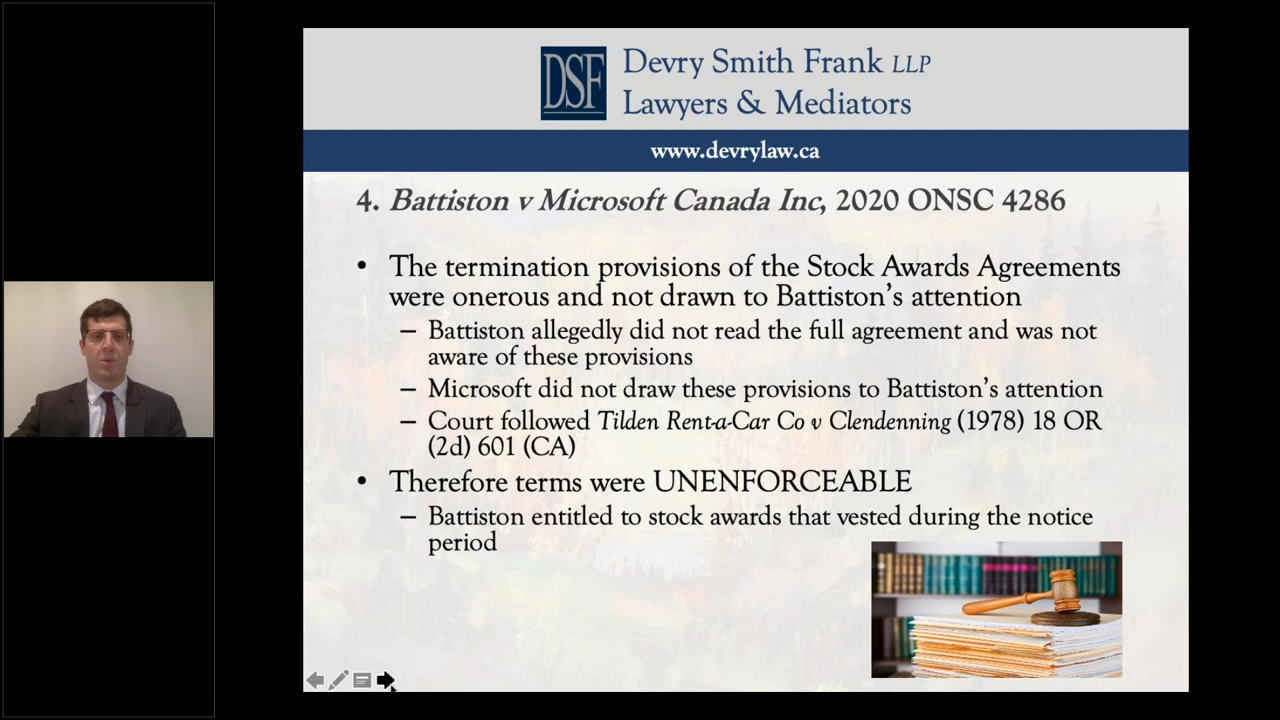 DSF
Devry Smith Frank LLP
Lawyers & Mediators
www.devrylaw.ca
4. Battiston v Microsoft Canada Inc, 2020 ONSC 4286
• The termination provisions of the Stock Awards Agreements
were onerous and not drawn to Battiston’s attention
– Battiston allegedly did not read the full agreement and was not
aware of these provisions
– Microsoft did not draw these provisions to Battiston’s attention
– Court followed Tilden Rent-a-Car Co v Clendenning (1978) 18 OR
(2d) 601 (CA)
• Therefore terms were UNENFORCEABLE
– Battiston entitled to stock awards that vested during the notice
period